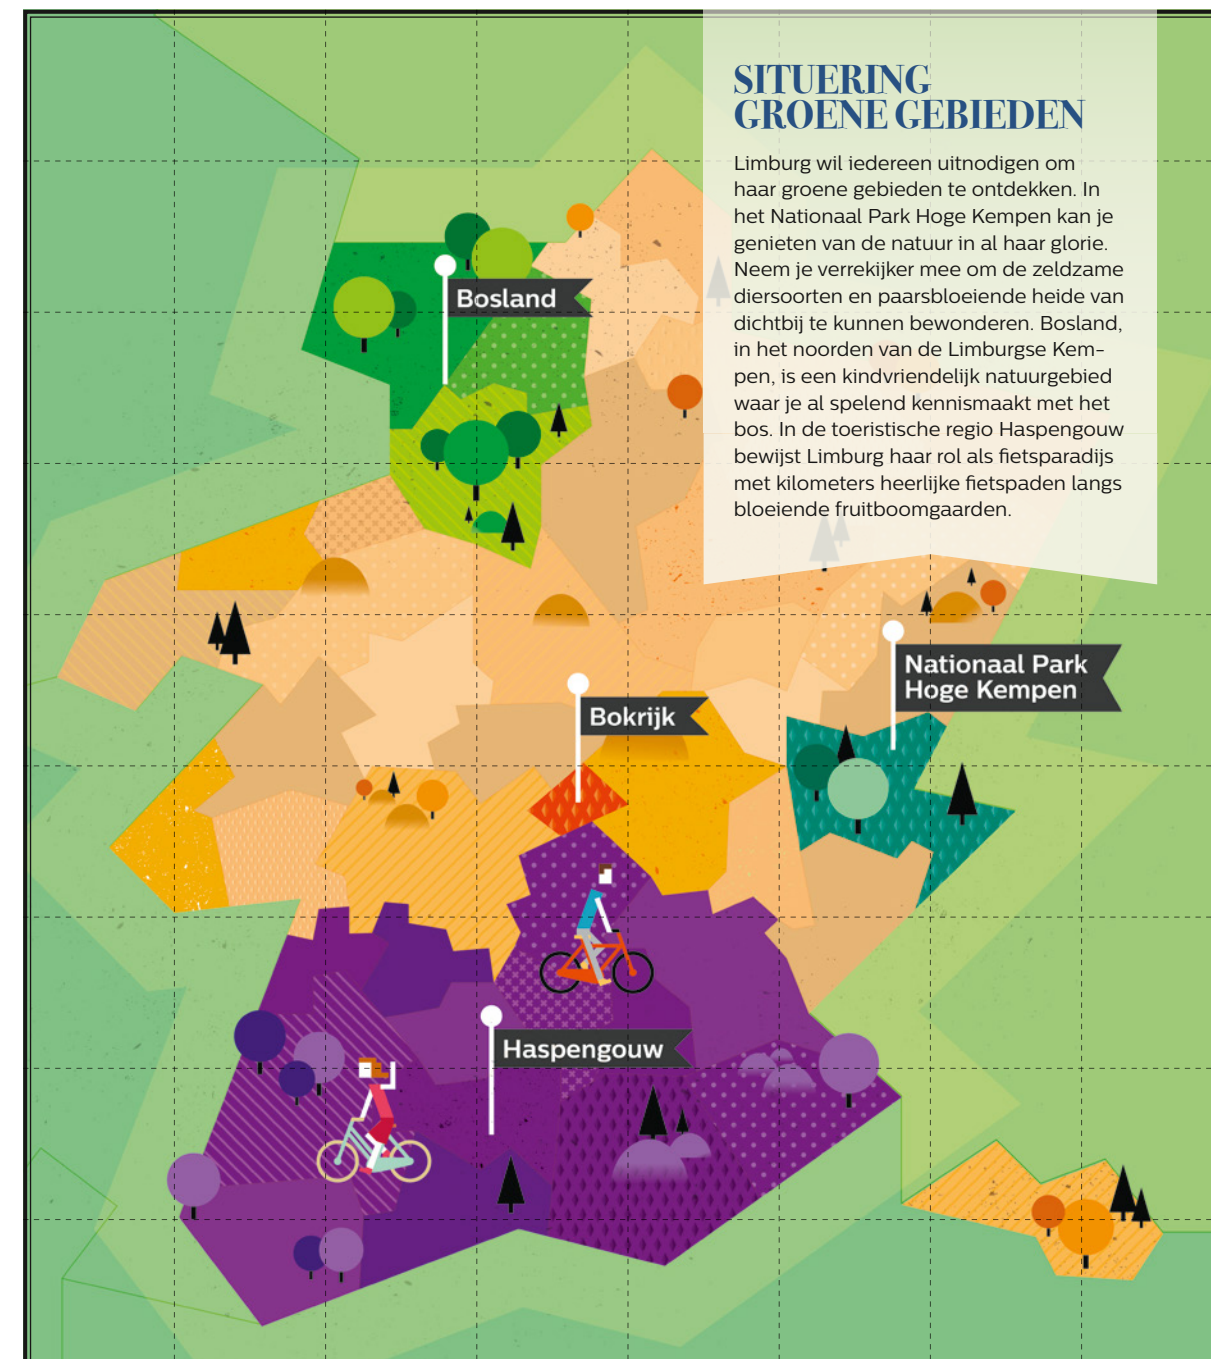 SITUERING
GROENE GEBIEDEN
Limburg wil iedereen uitnodigen om
haar groene gebieden te ontdekken. In
het Nationaal Park Hoge Kempen kan je
genieten van de natuur in al haar glorie.
Neem je verrekijker mee om de zeldzame
diersoorten en paarsbloeiende heide van
dichtbij te kunnen bewonderen. Bosland,
in het noorden van de Limburgse Kem-
pen, is een kindvriendelijk natuurgebied
waar je al spelend kennismaakt met het
bos. In de toeristische regio Haspengouw
bewijst Limburg haar rol als fietsparadijs
met kilometers heerlijke fietspaden langs
bloeiende fruitboomgaarden.
Bosland
Nationaal Park
Hoge Kempen
Bokrijk
Haspengouw